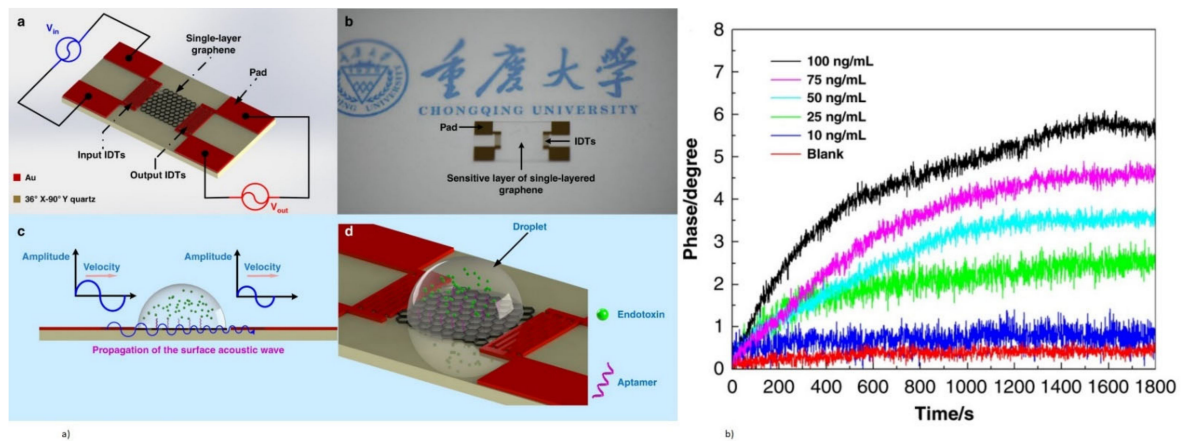 a
V_in
Single-layer
graphene
Pad
Input IDTs
Output IDTs
Au
36° X-90° Y quartz
V_out
b
重庆大学
CHONGQING UNIVERSITY
Pad
IDTs
Sensitive layer of single-layered
graphene
c
Amplitude
Velocity
Amplitude
Velocity
Propagation of the surface acoustic wave
d
Droplet
Endotoxin
Aptamer
a)
8
7
6
5
4
3
2
1
0
Phase/degree
100 ng/mL
75 ng/mL
50 ng/mL
25 ng/mL
10 ng/mL
Blank
0 200 400 600 800 1000 1200 1400 1600 1800
Time/s
b)